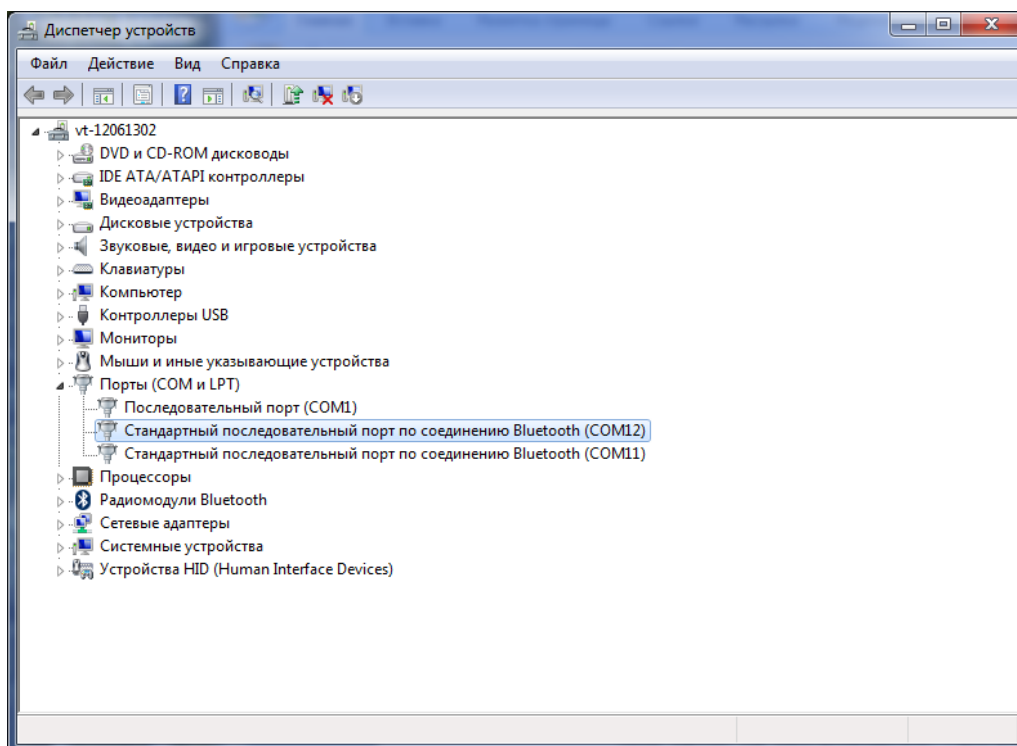 Диспетчер устройств
Файл Действие Вид Справка
vt-12061302
DVD и CD-ROM дисководы
IDE ATA/ATAPI контроллеры
Видеоадаптеры
Дисковые устройства
Звуковые, видео и игровые устройства
Клавиатуры
Компьютер
Контроллеры USB
Мониторы
Мыши и иные указывающие устройства
Порты (COM и LPT)
Последовательный порт (COM1)
Стандартный последовательный порт по соединению Bluetooth (COM12)
Стандартный последовательный порт по соединению Bluetooth (COM11)
Процессоры
Радиомодули Bluetooth
Сетевые адаптеры
Системные устройства
Устройства HID (Human Interface Devices)